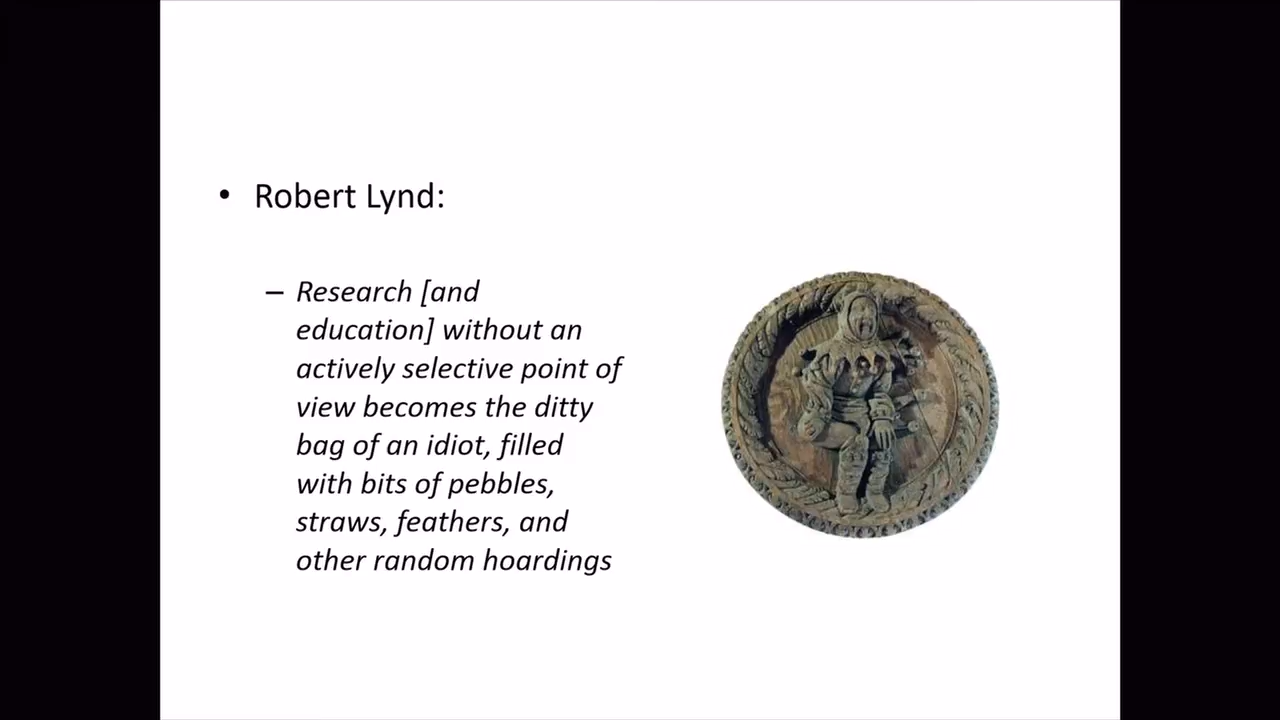 • Robert Lynd:
– Research [and
education] without an
actively selective point of
view becomes the ditty
bag of an idiot, filled
with bits of pebbles,
straws, feathers, and
other random hoardings